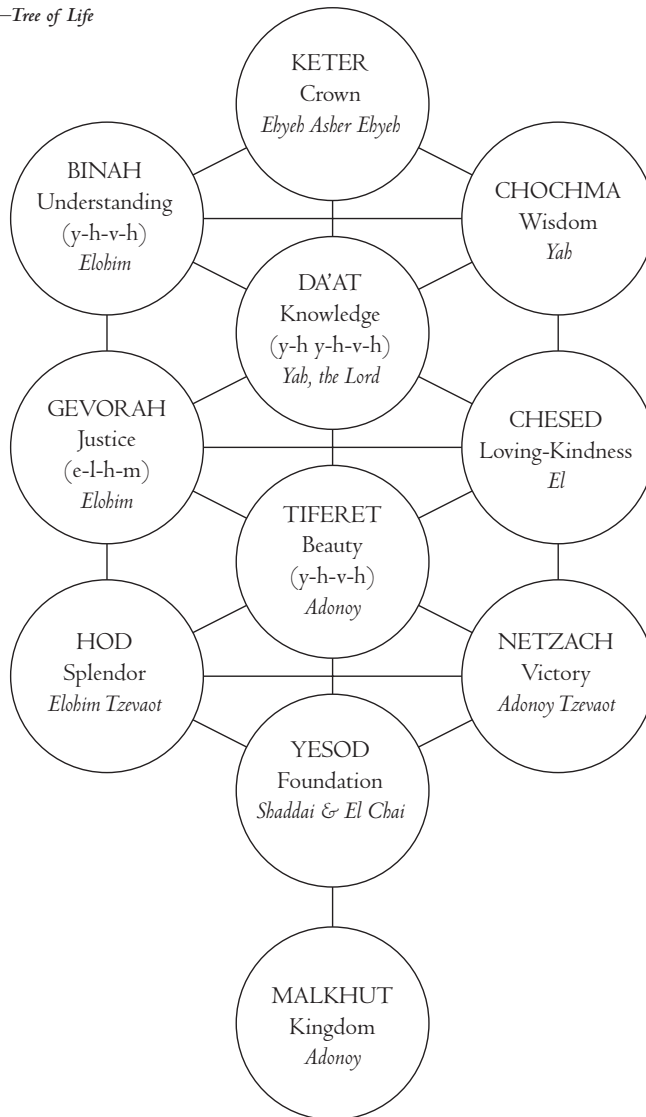 —Tree of Life
KETER
Crown
Ehyeh Asher Ehyeh
BINAH
Understanding
(y-h-v-h)
Elohim
CHOCHMA
Wisdom
Yah
DA'AT
Knowledge
(y-h y-h-v-h)
Yah, the Lord
GEVORAH
Justice
(e-l-h-m)
Elohim
CHESED
Loving-Kindness
El
TIFERET
Beauty
(y-h-v-h)
Adonoy
HOD
Splendor
Elohim Tzevaot
NETZACH
Victory
Adonoy Tzevaot
YESOD
Foundation
Shaddai & El Chai
MALKHUT
Kingdom
Adonoy